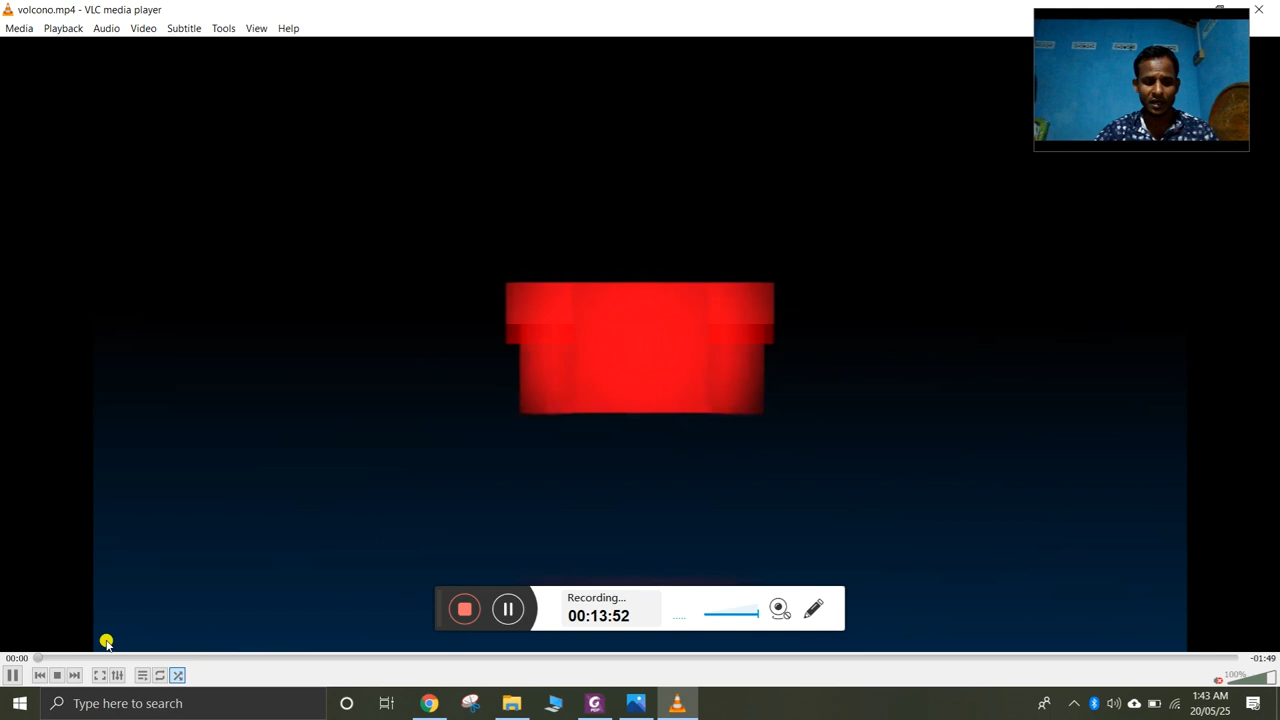 volcono.mp4 - VLC media player
Media Playback Audio Video Subtitle Tools View Help
Recording...
00:13:52
00:00
-01:49
100%
Type here to search
1:43 AM
20/05/25